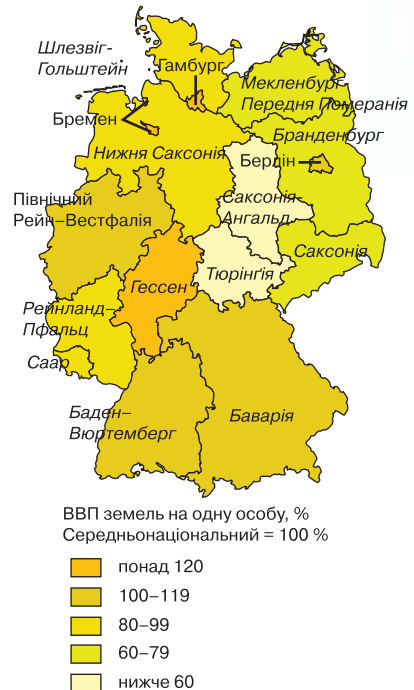 Шлезвіг-
Гольштейн
Гамбург
Мекленбург-
Передня Померанія
Бремен
Бранденбург
Нижня Саксонія
Берлін
Північний
Рейн–Вестфалія
Саксонія-
Ангальд
Саксонія
Тюрінґія
Гессен
Рейнланд–
Пфальц
Саар
Баден–
Вюртемберг
Баварія
ВВП земель на одну особу, %
Середньонаціональний = 100 %
понад 120
100–119
80–99
60–79
нижче 60